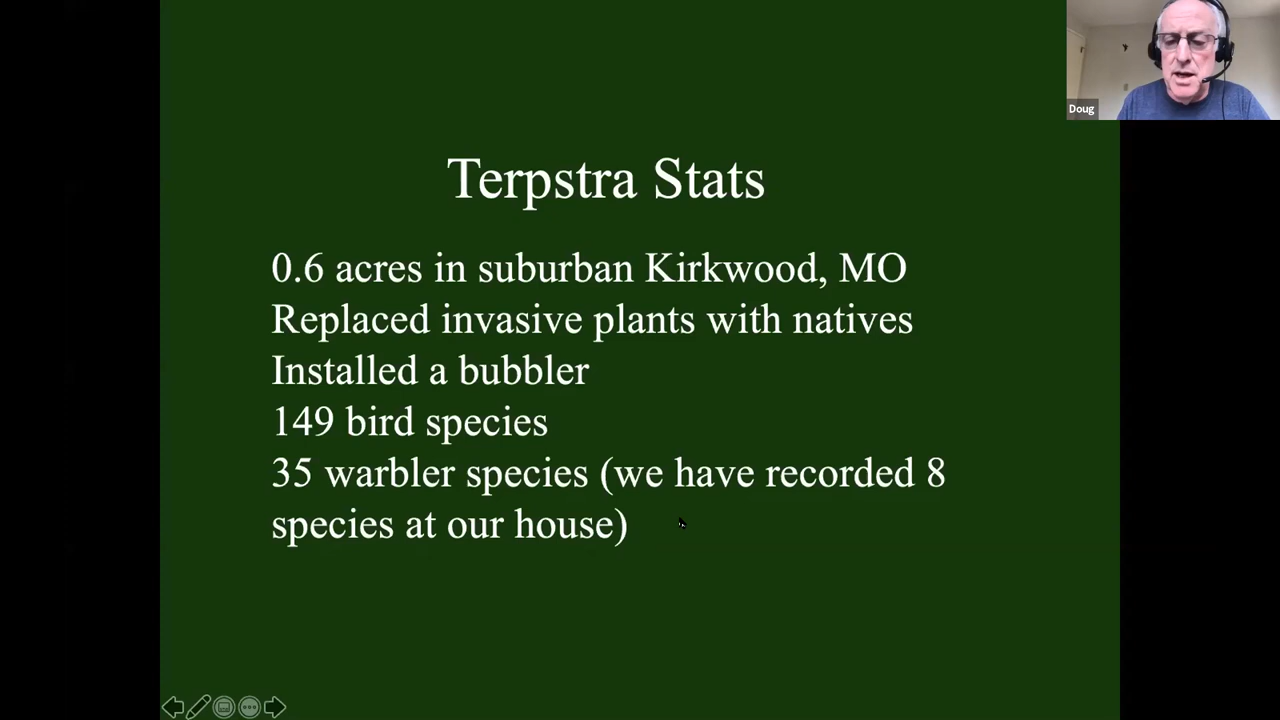 Doug
Terpstra Stats
0.6 acres in suburban Kirkwood, MO
Replaced invasive plants with natives
Installed a bubbler
149 bird species
35 warbler species (we have recorded 8
species at our house)